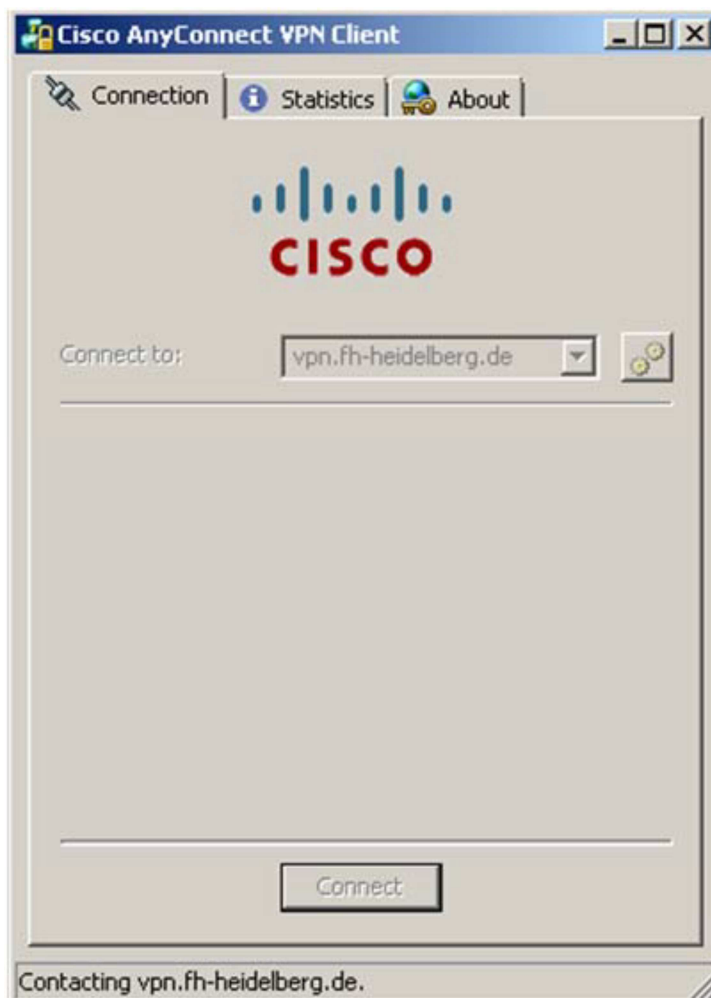 Cisco AnyConnect VPN Client
Connection Statistics About
CISCO
Connect to: vpn.fh-heidelberg.de
Connect
Contacting vpn.fh-heidelberg.de.